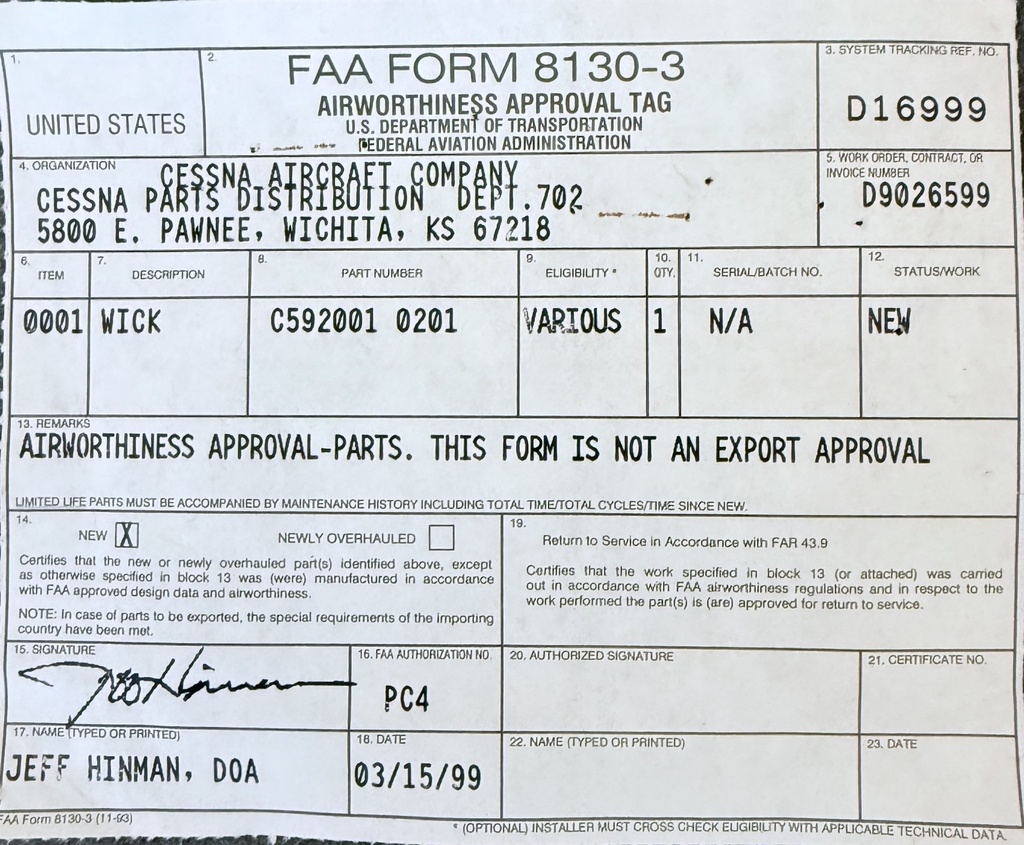 1.
UNITED STATES
2.
FAA FORM 8130-3
AIRWORTHINESS APPROVAL TAG
U.S. DEPARTMENT OF TRANSPORTATION
FEDERAL AVIATION ADMINISTRATION
3. SYSTEM TRACKING REF. NO.
D16999
4. ORGANIZATION
CESSNA AIRCRAFT COMPANY
CESSNA PARTS DISTRIBUTION DEPT.702
5800 E. PAWNEE, WICHITA, KS 67218
5. WORK ORDER, CONTRACT, OR
INVOICE NUMBER
D9026599
6.
ITEM
7.
DESCRIPTION
8.
PART NUMBER
9.
ELIGIBILITY *
10.
QTY.
11.
SERIAL/BATCH NO.
12.
STATUS/WORK
0001 WICK C592001 0201 VARIOUS 1 N/A NEW
13. REMARKS
AIRWORTHINESS APPROVAL-PARTS. THIS FORM IS NOT AN EXPORT APPROVAL
LIMITED LIFE PARTS MUST BE ACCOMPANIED BY MAINTENANCE HISTORY INCLUDING TOTAL TIME/TOTAL CYCLES/TIME SINCE NEW.
14.
NEW X NEWLY OVERHAULED
Certifies that the new or newly overhauled part(s) identified above, except
as otherwise specified in block 13 was (were) manufactured in accordance
with FAA approved design data and airworthiness.
NOTE: In case of parts to be exported, the special requirements of the importing
country have been met.
19.
Return to Service in Accordance with FAR 43.9
Certifies that the work specified in block 13 (or attached) was carried
out in accordance with FAA airworthiness regulations and in respect to the
work performed the part(s) is (are) approved for return to service.
15. SIGNATURE
Jeff Hinman
16. FAA AUTHORIZATION NO.
PC4
20. AUTHORIZED SIGNATURE
21. CERTIFICATE NO.
17. NAME (TYPED OR PRINTED)
JEFF HINMAN, DOA
18. DATE
03/15/99
22. NAME (TYPED OR PRINTED)
23. DATE
FAA Form 8130-3 (11-93)
* (OPTIONAL) INSTALLER MUST CROSS CHECK ELIGIBILITY WITH APPLICABLE TECHNICAL DATA.